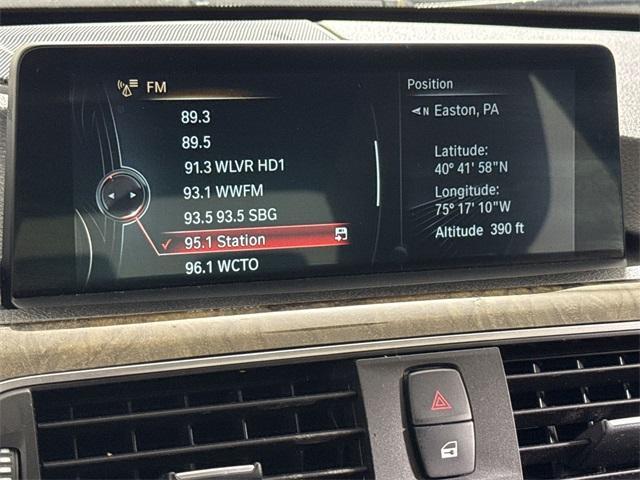 FM
89.3
89.5
91.3 WLVR HD1
93.1 WWFM
93.5 93.5 SBG
95.1 Station
96.1 WCTO
Position
N Easton, PA
Latitude:
40° 41' 58"N
Longitude:
75° 17' 10"W
Altitude 390 ft